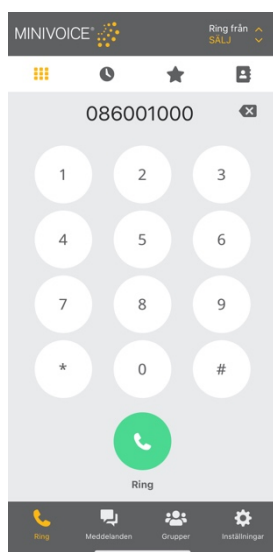 MINIVOICE®
Ring från
SÄLJ
086001000
1 2 3
4 5 6
7 8 9
* 0 #
Ring
Ring Meddelanden Grupper Inställningar